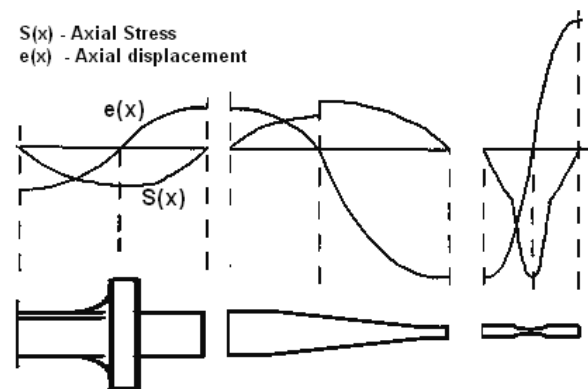 S(x) - Axial Stress
e(x) - Axial displacement
e(x)
S(x)